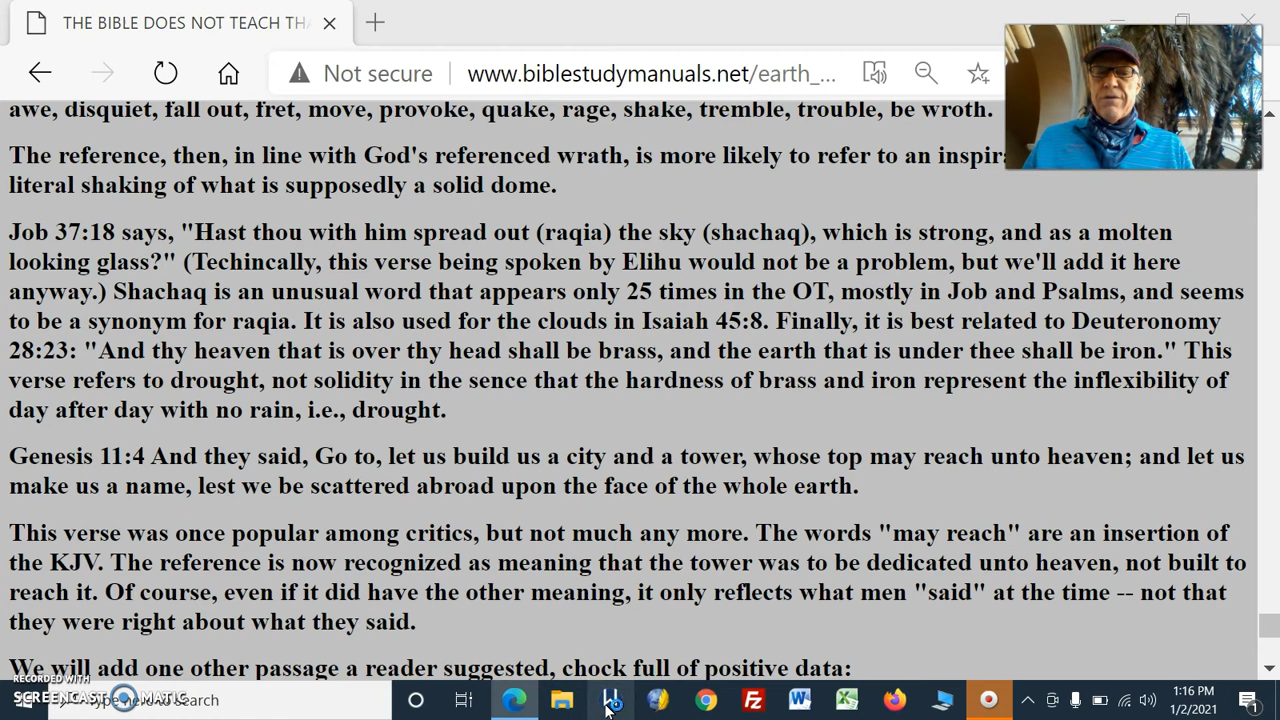 THE BIBLE DOES NOT TEACH THA
Not secure www.biblestudymanuals.net/earth_...
awe, disquiet, fall out, fret, move, provoke, quake, rage, shake, tremble, trouble, be wroth.
The reference, then, in line with God's referenced wrath, is more likely to refer to an inspira
literal shaking of what is supposedly a solid dome.
Job 37:18 says, "Hast thou with him spread out (raqia) the sky (shachaq), which is strong, and as a molten
looking glass?" (Techincally, this verse being spoken by Elihu would not be a problem, but we'll add it here
anyway.) Shachaq is an unusual word that appears only 25 times in the OT, mostly in Job and Psalms, and seems
to be a synonym for raqia. It is also used for the clouds in Isaiah 45:8. Finally, it is best related to Deuteronomy
28:23: "And thy heaven that is over thy head shall be brass, and the earth that is under thee shall be iron." This
verse refers to drought, not solidity in the sence that the hardness of brass and iron represent the inflexibility of
day after day with no rain, i.e., drought.
Genesis 11:4 And they said, Go to, let us build us a city and a tower, whose top may reach unto heaven; and let us
make us a name, lest we be scattered abroad upon the face of the whole earth.
This verse was once popular among critics, but not much any more. The words "may reach" are an insertion of
the KJV. The reference is now recognized as meaning that the tower was to be dedicated unto heaven, not built to
reach it. Of course, even if it did have the other meaning, it only reflects what men "said" at the time -- not that
they were right about what they said.
We will add one other passage a reader suggested, chock full of positive data:
RECORDED WITH
SCREENCAST MATIC
Type here to search
1:16 PM
1/2/2021
1